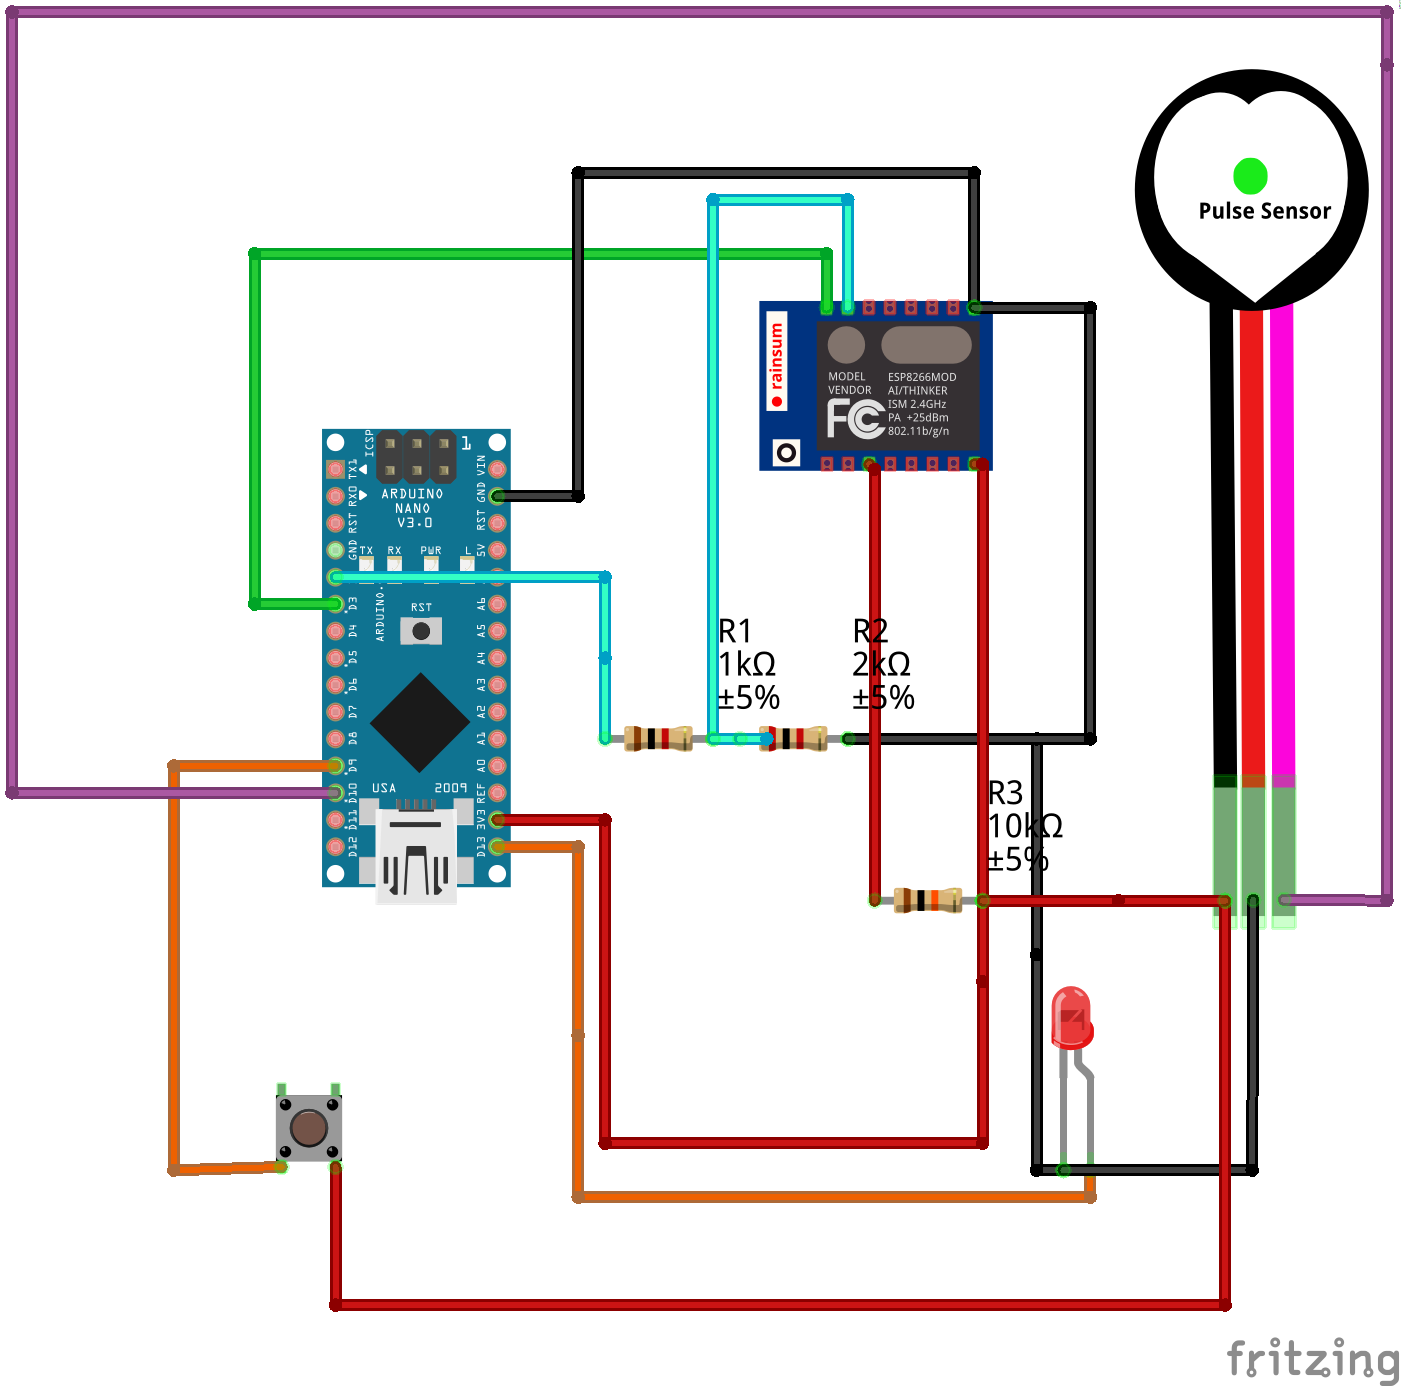 Pulse Sensor
rainsum
MODEL
VENDOR
ESP8266MOD
AI/THINKER
ISM 2.4GHz
PA +25dBm
802.11b/g/n
FC
ICSP
1
TX1
RX0
RST
GND
D3
D4
D5
D6
D7
D8
D9
D10
D11
D12
VIN
GND
RST
5V
A6
A5
A4
A3
A2
A1
A0
REF
3V3
D13
ARDUINO
NANO
V3.0
TX
RX
PWR
L
ARDUINO.
RST
USA
2009
R1
1kΩ
±5%
R2
2kΩ
±5%
R3
10kΩ
±5%
fritzing